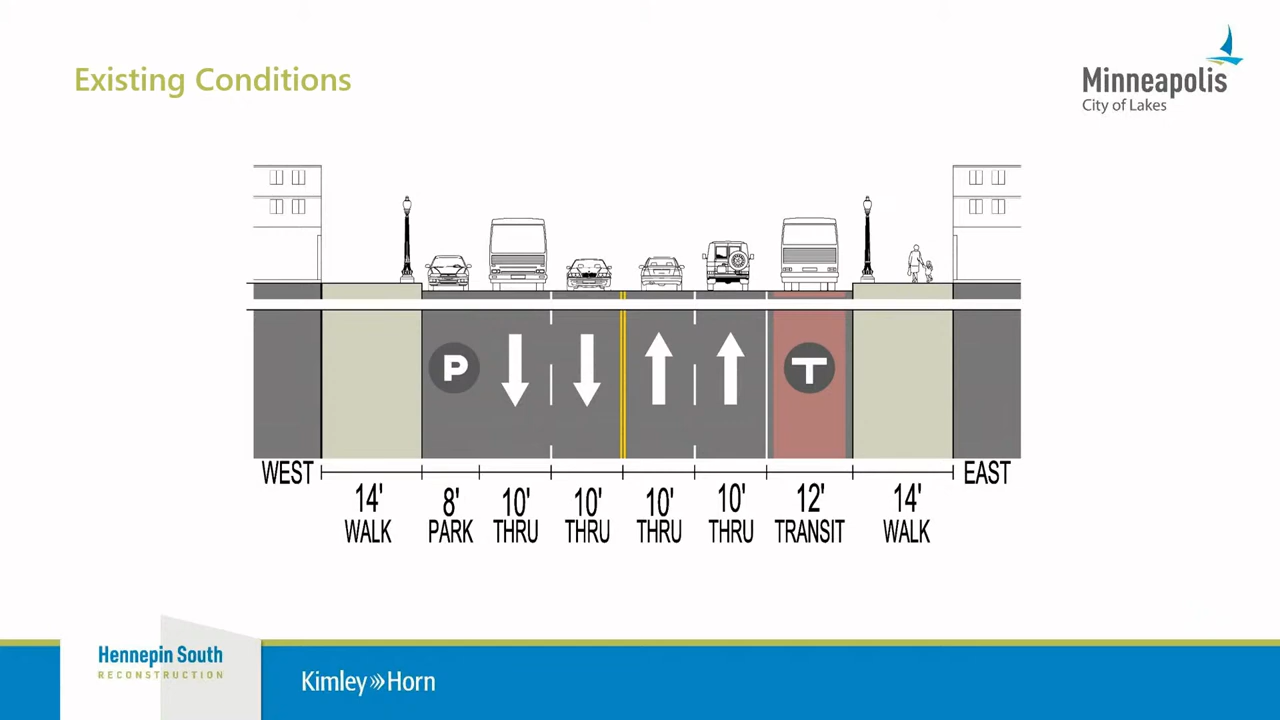 Existing Conditions
Minneapolis
City of Lakes
P
T
WEST
EAST
14' 8' 10' 10' 10' 10' 12' 14'
WALK PARK THRU THRU THRU THRU TRANSIT WALK
Hennepin South
RECONSTRUCTION
Kimley»Horn